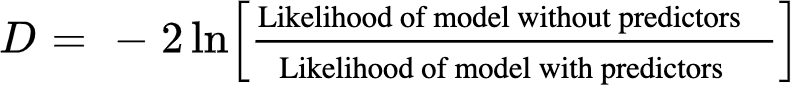 D = − 2 ln[Likelihood of model without predictors
Likelihood of model with predictors]